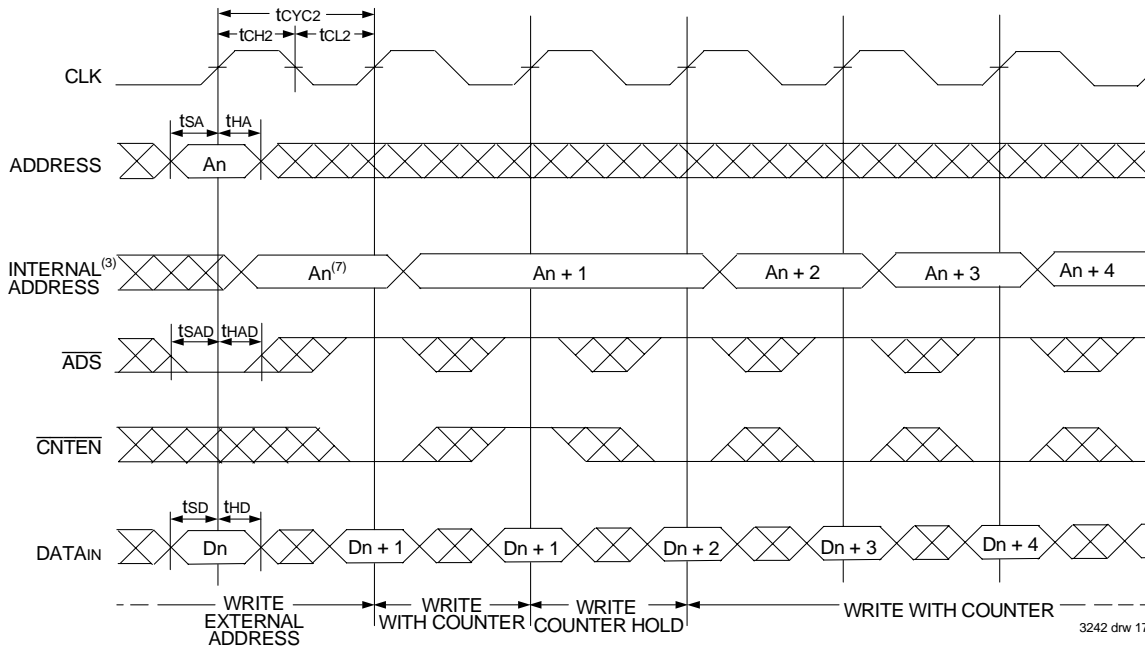 tCYC2
tCH2 tCL2
CLK
tSA tHA
ADDRESS An
INTERNAL(3) ADDRESS An(7) An + 1 An + 2 An + 3 An + 4
tSAD tHAD
ADS
CNTEN
tSD tHD
DATAIN Dn Dn + 1 Dn + 1 Dn + 2 Dn + 3 Dn + 4
WRITE EXTERNAL ADDRESS
WRITE WITH COUNTER
WRITE COUNTER HOLD
WRITE WITH COUNTER
3242 drw 17